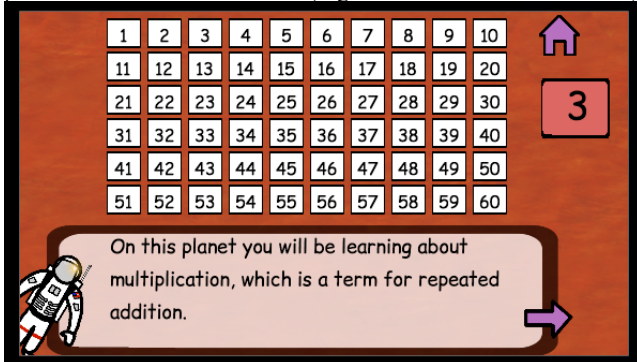 1 2 3 4 5 6 7 8 9 10
11 12 13 14 15 16 17 18 19 20
21 22 23 24 25 26 27 28 29 30
31 32 33 34 35 36 37 38 39 40
41 42 43 44 45 46 47 48 49 50
51 52 53 54 55 56 57 58 59 60
3
On this planet you will be learning about
multiplication, which is a term for repeated
addition.